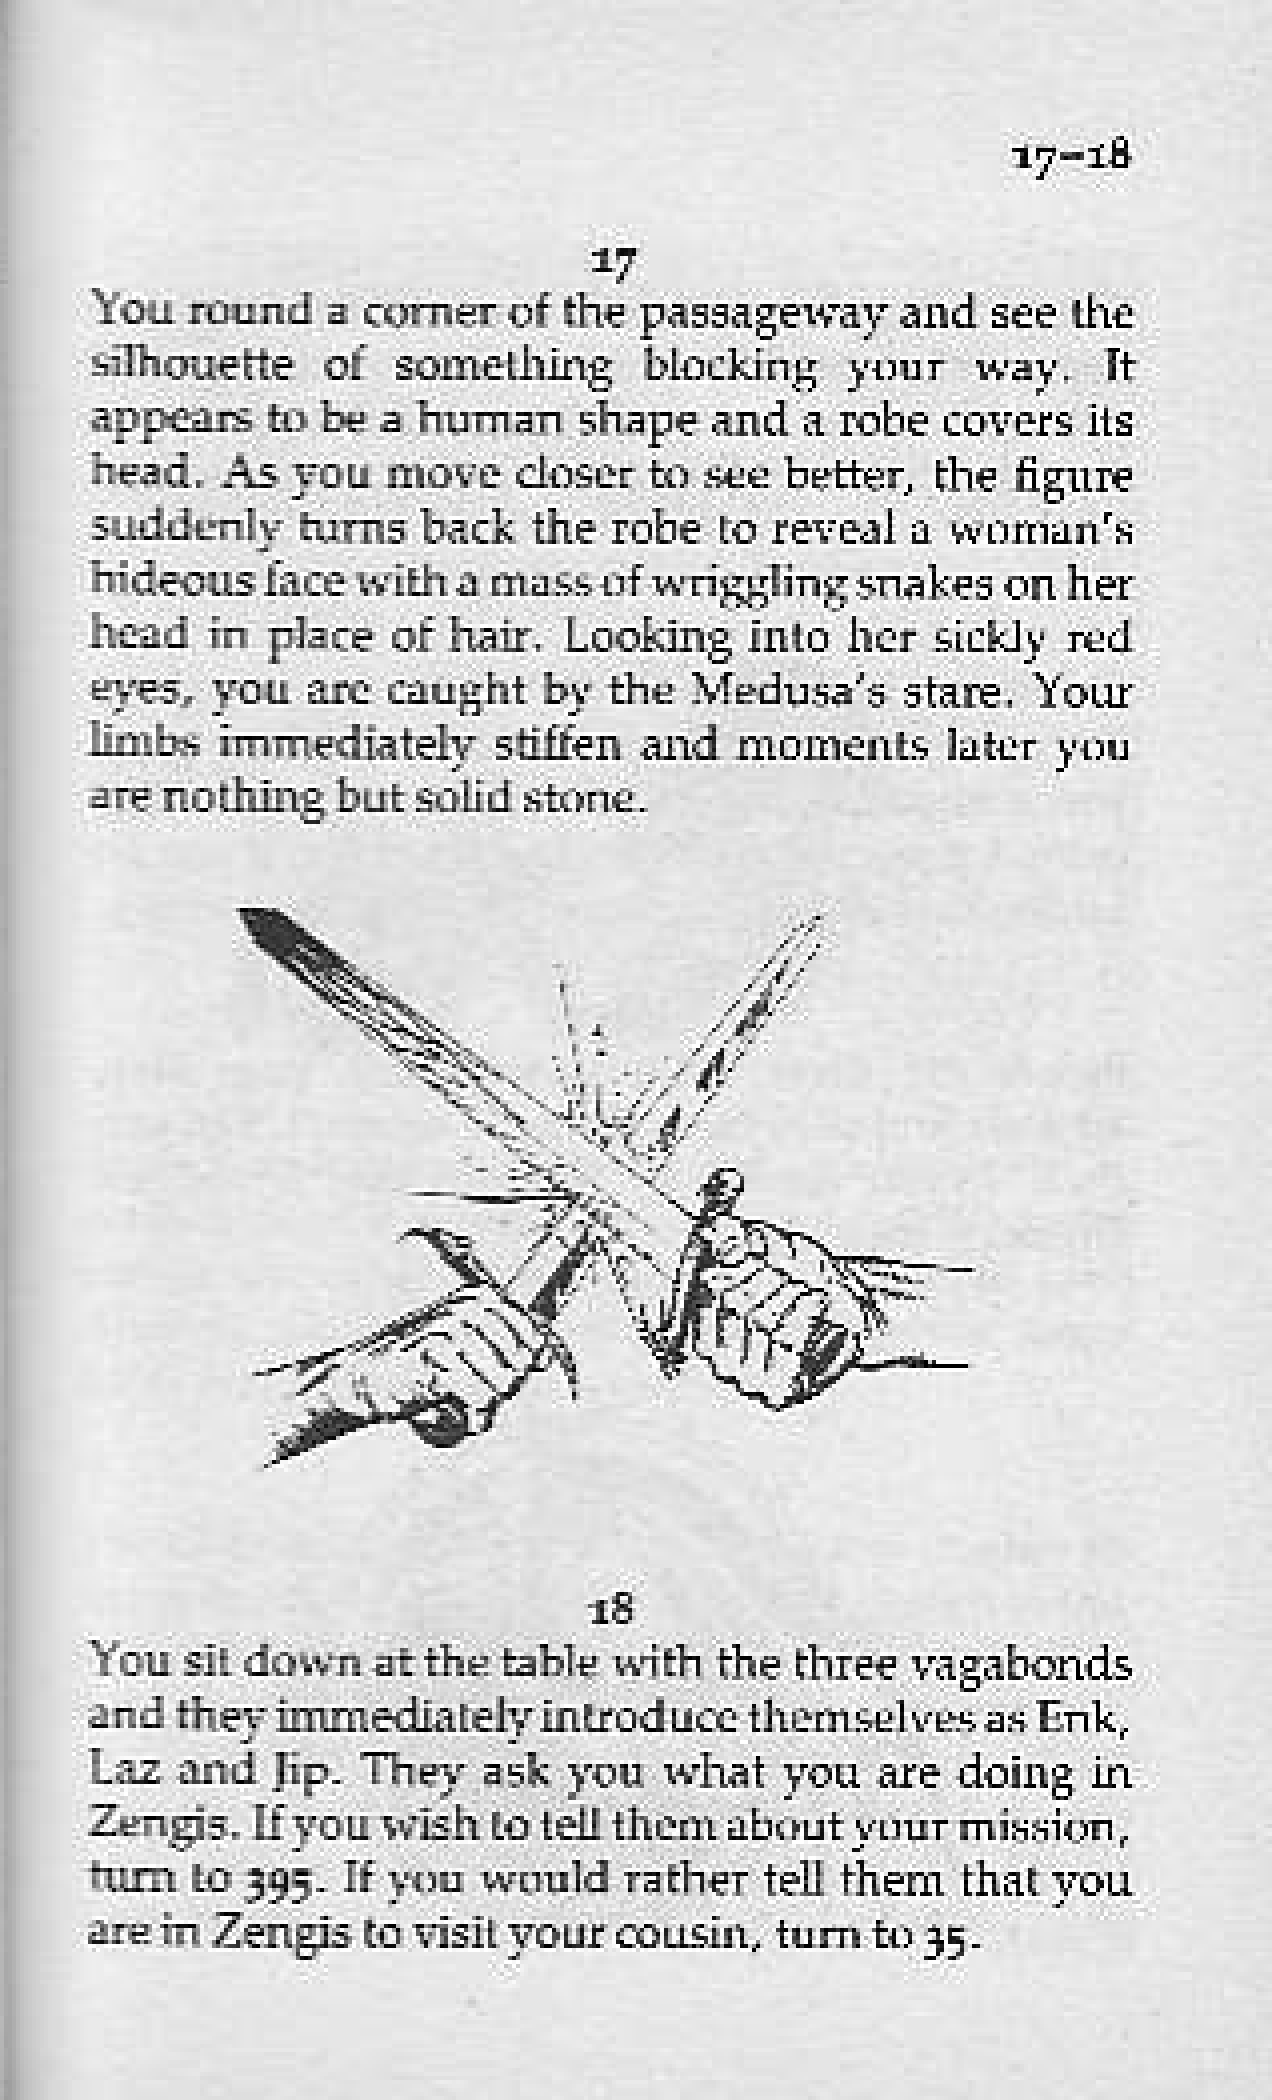 17–18
17
You round a corner of the passageway and see the
silhouette of something blocking your way. It
appears to be a human shape and a robe covers its
head. As you move closer to see better, the figure
suddenly turns back the robe to reveal a woman's
hideous face with a mass of wriggling snakes on her
head in place of hair. Looking into her sickly red
eyes, you are caught by the Medusa's stare. Your
limbs immediately stiffen and moments later you
are nothing but solid stone.
18
You sit down at the table with the three vagabonds
and they immediately introduce themselves as Enk,
Laz and Jip. They ask you what you are doing in
Zengis. If you wish to tell them about your mission,
turn to 395. If you would rather tell them that you
are in Zengis to visit your cousin, turn to 35.